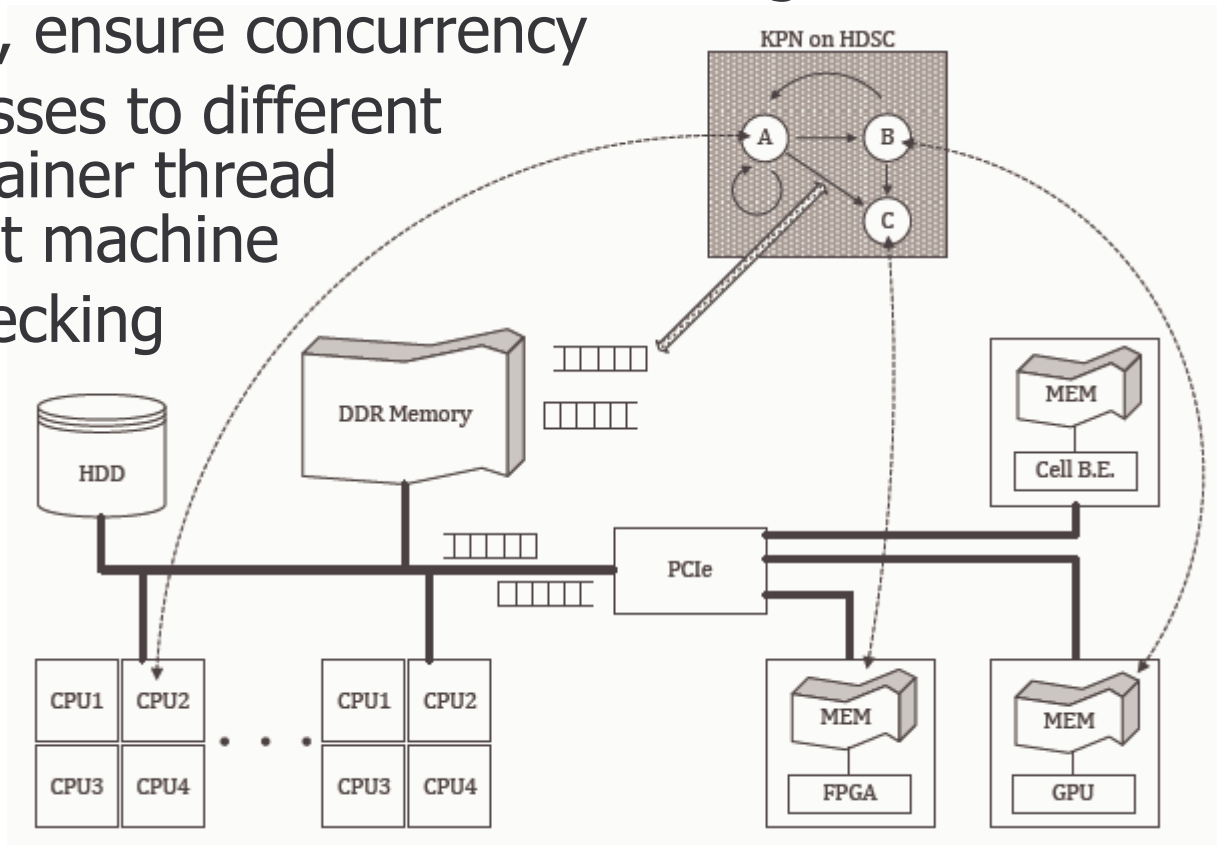 , ensure concurrency
sses to different
ainer thread
t machine
ecking
KPN on HDSC
A
B
C
DDR Memory
HDD
MEM
Cell B.E.
PCIe
CPU1 CPU2
CPU3 CPU4
CPU1 CPU2
CPU3 CPU4
MEM
FPGA
MEM
GPU